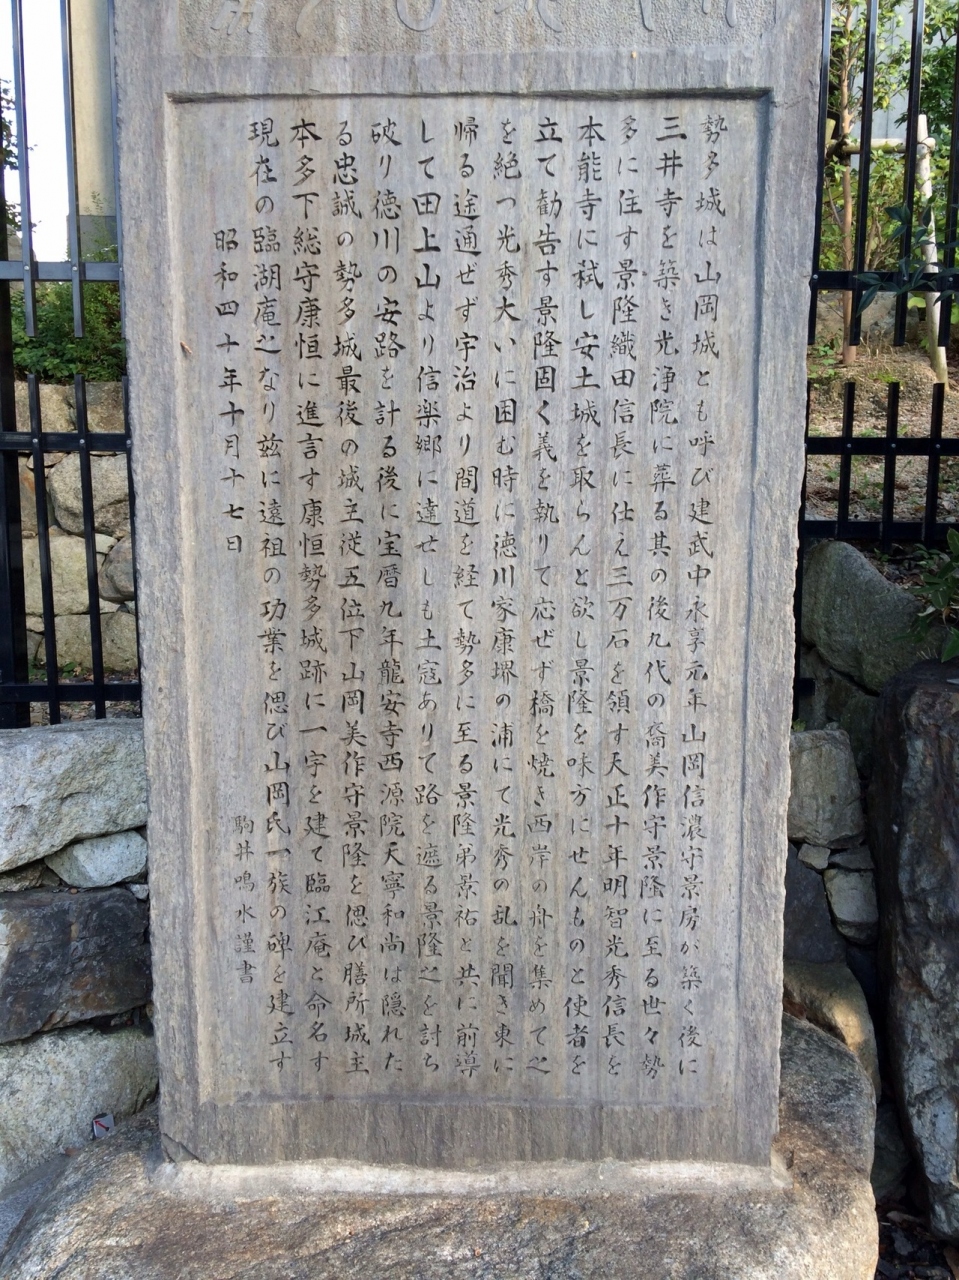 勢多城は山岡城とも呼び建武中永享元年山岡信濃守景房が築く後に
三井寺を築き光浄院に葬る其の後九代の裔美作守景隆に至る世々勢
多に住す景隆織田信長に仕え三万石を領す天正十年明智光秀信長を
本能寺に弑し安土城を取らんと欲し景隆を味方にせんものと使者を
立て勧告す景隆固く義を執りて応ぜず橋を焼き西岸の舟を集めて之
を絶つ光秀大いに困む時に徳川家康堺の浦にて光秀の乱を聞き東に
帰る途通ぜず宇治より間道を経て勢多に至る景隆弟景祐と共に前導
して田上山より信楽郷に達せしも土寇ありて路を遮る景隆之を討ち
破り徳川の安路を計る後に宝暦九年龍安寺西源院天寧和尚は隠れた
る忠誠の勢多城最後の城主従五位下山岡美作守景隆を偲び膳所城主
本多下総守康恒に進言す康恒勢多城跡に一宇を建て臨江庵と命名す
現在の臨湖庵之なり茲に遠祖の功業を偲び山岡氏一族の碑を建立す
昭和四十年十月十七日
駒井鳴水謹書